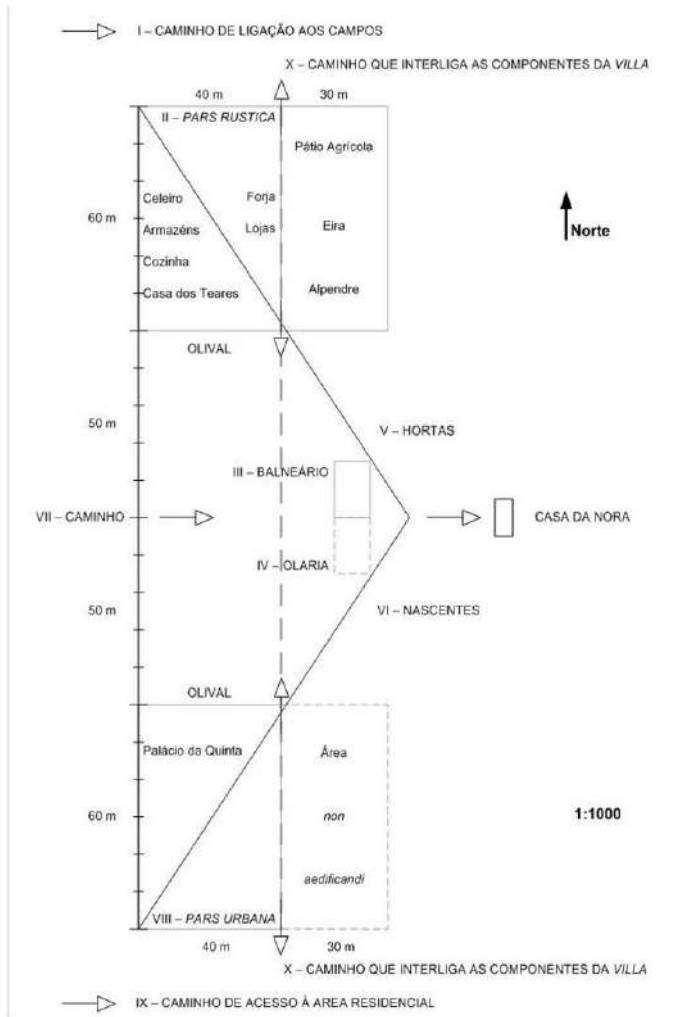 I – CAMINHO DE LIGAÇÃO AOS CAMPOS
X – CAMINHO QUE INTERLIGA AS COMPONENTES DA VILLA
40 m
30 m
II – PARS RUSTICA
Pátio Agrícola
Celeiro
Forja
60 m
Armazéns
Lojas
Eira
Norte
Cozinha
Casa dos Teares
Alpendre
OLIVAL
50 m
V – HORTAS
III – BALNEÁRIO
VII – CAMINHO
CASA DA NORA
IV – OLARIA
50 m
VI – NASCENTES
OLIVAL
Palácio da Quinta
Área
60 m
non
1:1000
aedificandi
VIII – PARS URBANA
40 m
30 m
X – CAMINHO QUE INTERLIGA AS COMPONENTES DA VILLA
IX – CAMINHO DE ACESSO À AREA RESIDENCIAL